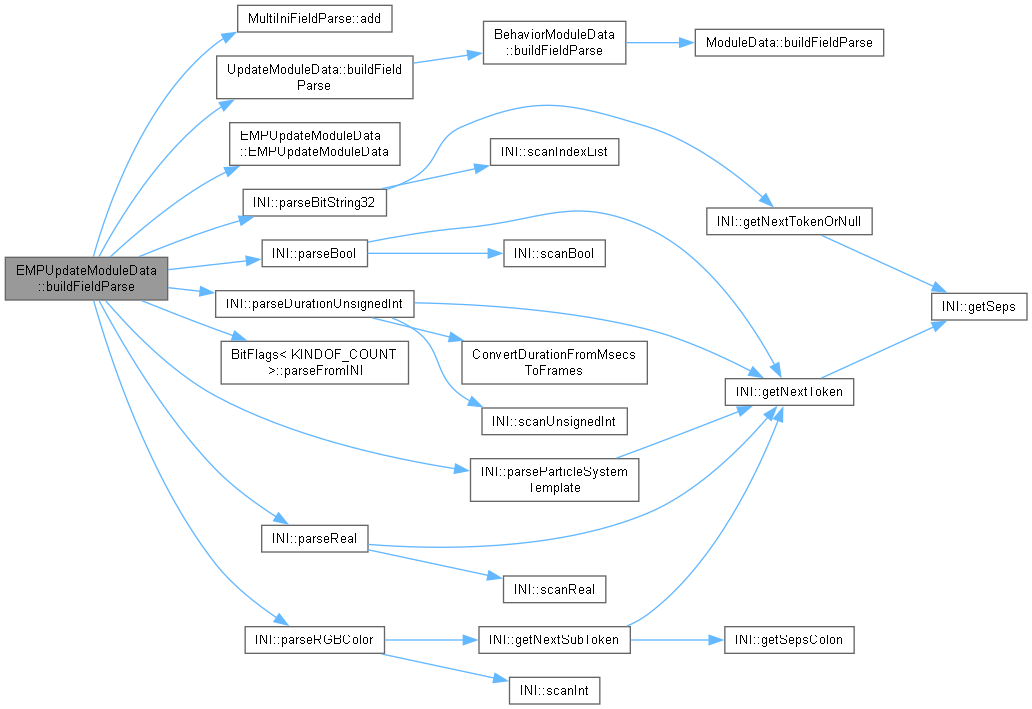 MultiIniFieldParse::add
BehaviorModuleData
::buildFieldParse
ModuleData::buildFieldParse
UpdateModuleData::buildField
Parse
EMPUpdateModuleData
::EMPUpdateModuleData
INI::scanIndexList
INI::parseBitString32
INI::getNextTokenOrNull
INI::parseBool
INI::scanBool
EMPUpdateModuleData
::buildFieldParse
INI::parseDurationUnsignedInt
INI::getSeps
BitFlags< KINDOF_COUNT
>::parseFromINI
ConvertDurationFromMsecs
ToFrames
INI::getNextToken
INI::scanUnsignedInt
INI::parseParticleSystem
Template
INI::parseReal
INI::scanReal
INI::parseRGBColor
INI::getNextSubToken
INI::getSepsColon
INI::scanInt